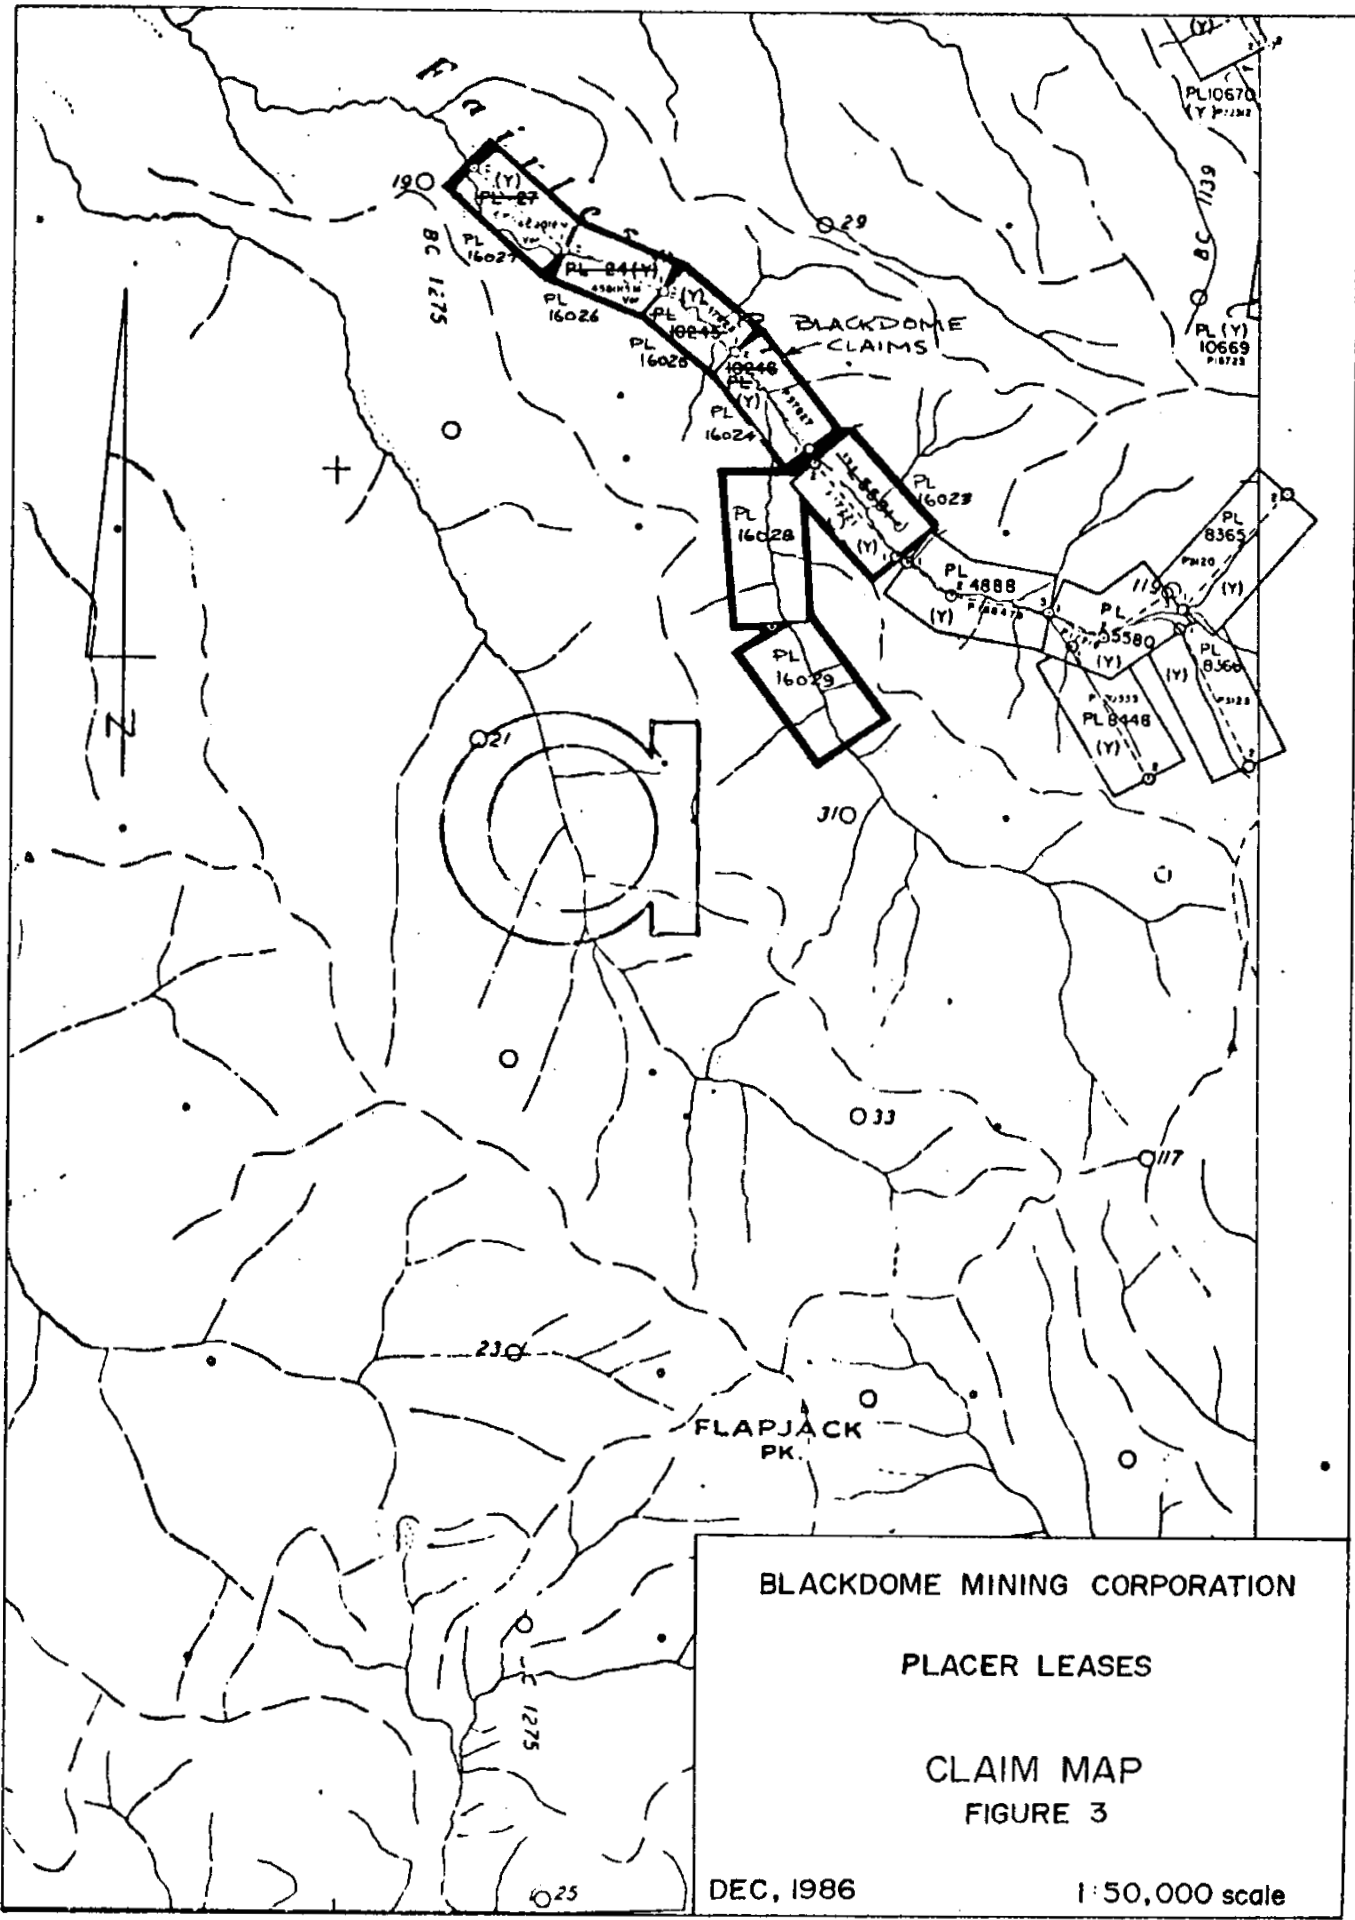 (Y)
PL10670
(Y)
BC 1139
PL (Y)
10669
19
BC 1275
(Y)
PL 27
PL
16027
PL 24(Y)
PL
16026
PL
10245
PL
16025
29
BLACKDOME
CLAIMS
10246
PL
(Y)
PL
16024
PL
16023
(Y)
PL
16028
PL
16029
PL
4888
(Y)
PL
5580
(Y)
119
PL
8365
(Y)
PL
8366
(Y)
PL 8448
(Y)
N
21
31
33
117
23
FLAPJACK
PK.
1275
25
BLACKDOME MINING CORPORATION
PLACER LEASES
CLAIM MAP
FIGURE 3
DEC, 1986
1:50,000 scale